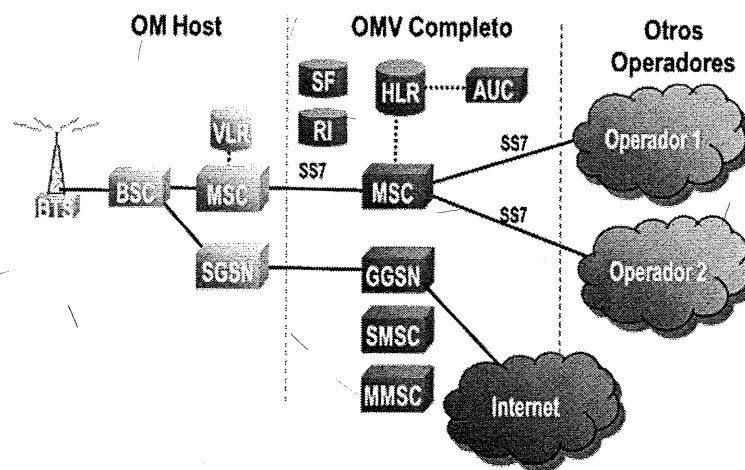 OM Host
OMV Completo
Otros
Operadores
SF
HLR
AUC
RI
VLR
SS7
Operador 1
BTS
BSC
MSC
SS7
MSC
SS7
Operador 2
SGSN
GGSN
SMSC
MMSC
Internet